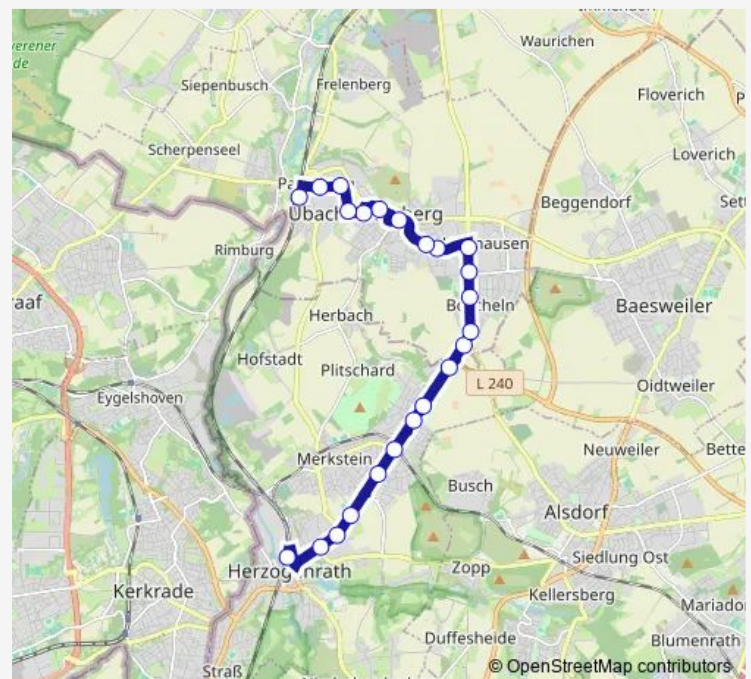 Waurichen
Siepenbusch
Frelenberg
Floverich
Scherpenseel
Loverich
Beggendorf
Rimburg
Herbach
Baesweiler
Hofstadt
Plitschard
L 240
Oidtweiler
Eygelshoven
Neuweiler
Merkstein
Busch
Alsdorf
Siedlung Ost
Herzogenrath
Zopp
Kerkrade
Kellersberg
Duffesheide
Blumenrath
Straß
© OpenStreetMap contributors